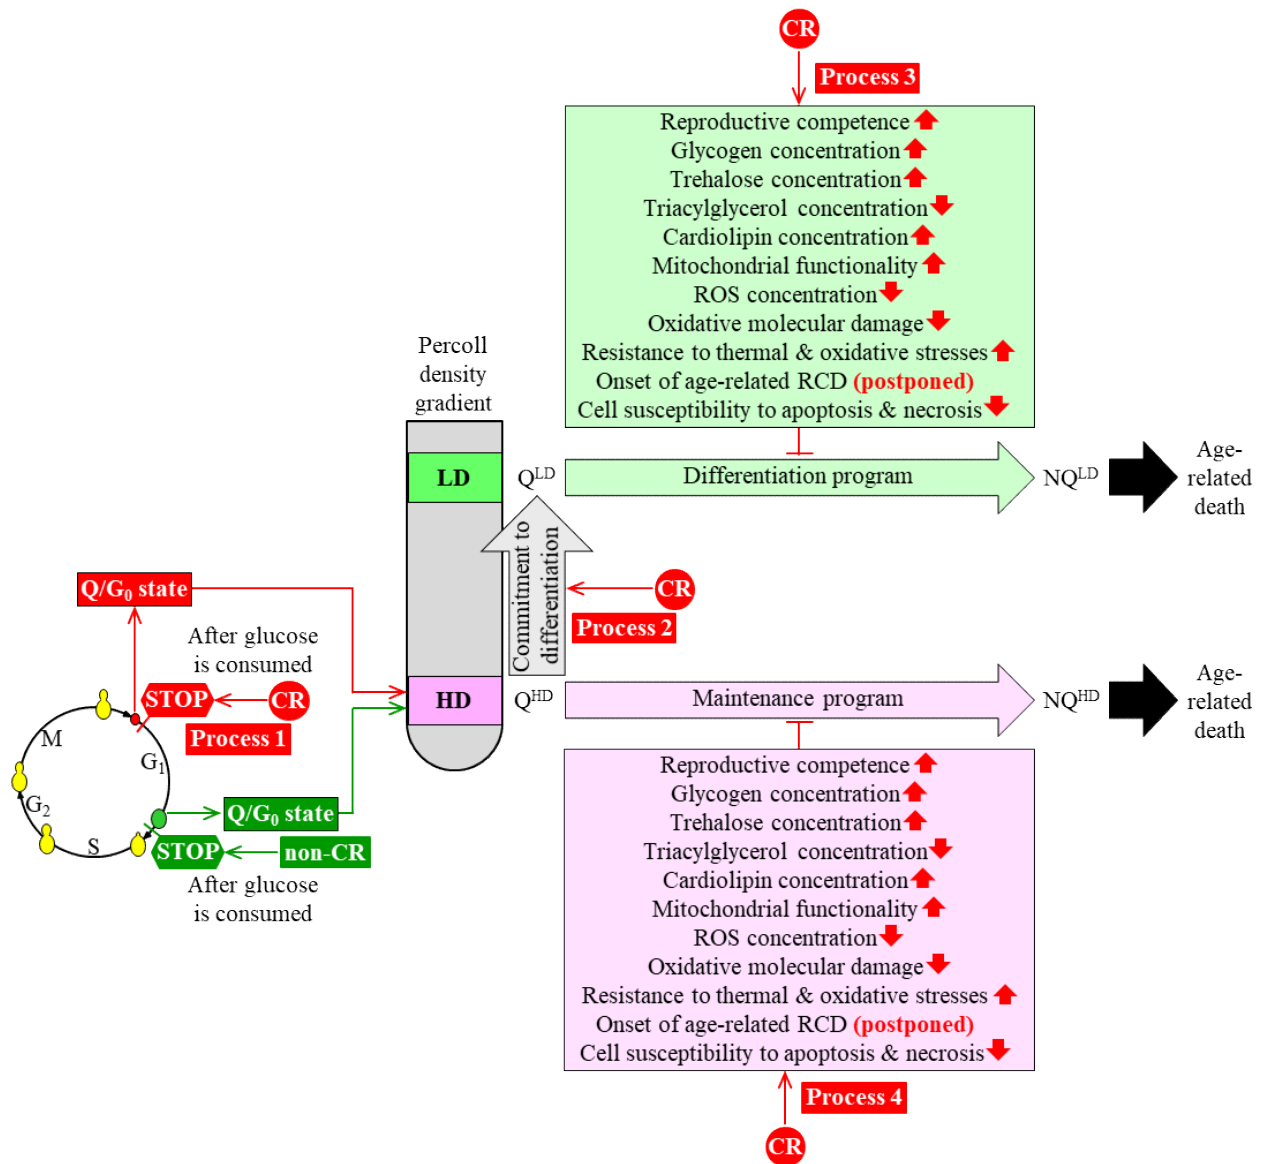 CR
Process 3
Reproductive competence
Glycogen concentration
Trehalose concentration
Triacylglycerol concentration
Cardiolipin concentration
Mitochondrial functionality
ROS concentration
Oxidative molecular damage
Resistance to thermal & oxidative stresses
Onset of age-related RCD (postponed)
Cell susceptibility to apoptosis & necrosis
Percoll
density
gradient
LD
Q^LD
Differentiation program
NQ^LD
Age-
related
death
Commitment to
differentiation
CR
Process 2
Q/G₀ state
After glucose
is consumed
STOP
CR
Process 1
HD
Q^HD
Maintenance program
NQ^HD
Age-
related
death
M
G₁
G₂
S
Q/G₀ state
STOP
non-CR
After glucose
is consumed
Reproductive competence
Glycogen concentration
Trehalose concentration
Triacylglycerol concentration
Cardiolipin concentration
Mitochondrial functionality
ROS concentration
Oxidative molecular damage
Resistance to thermal & oxidative stresses
Onset of age-related RCD (postponed)
Cell susceptibility to apoptosis & necrosis
Process 4
CR